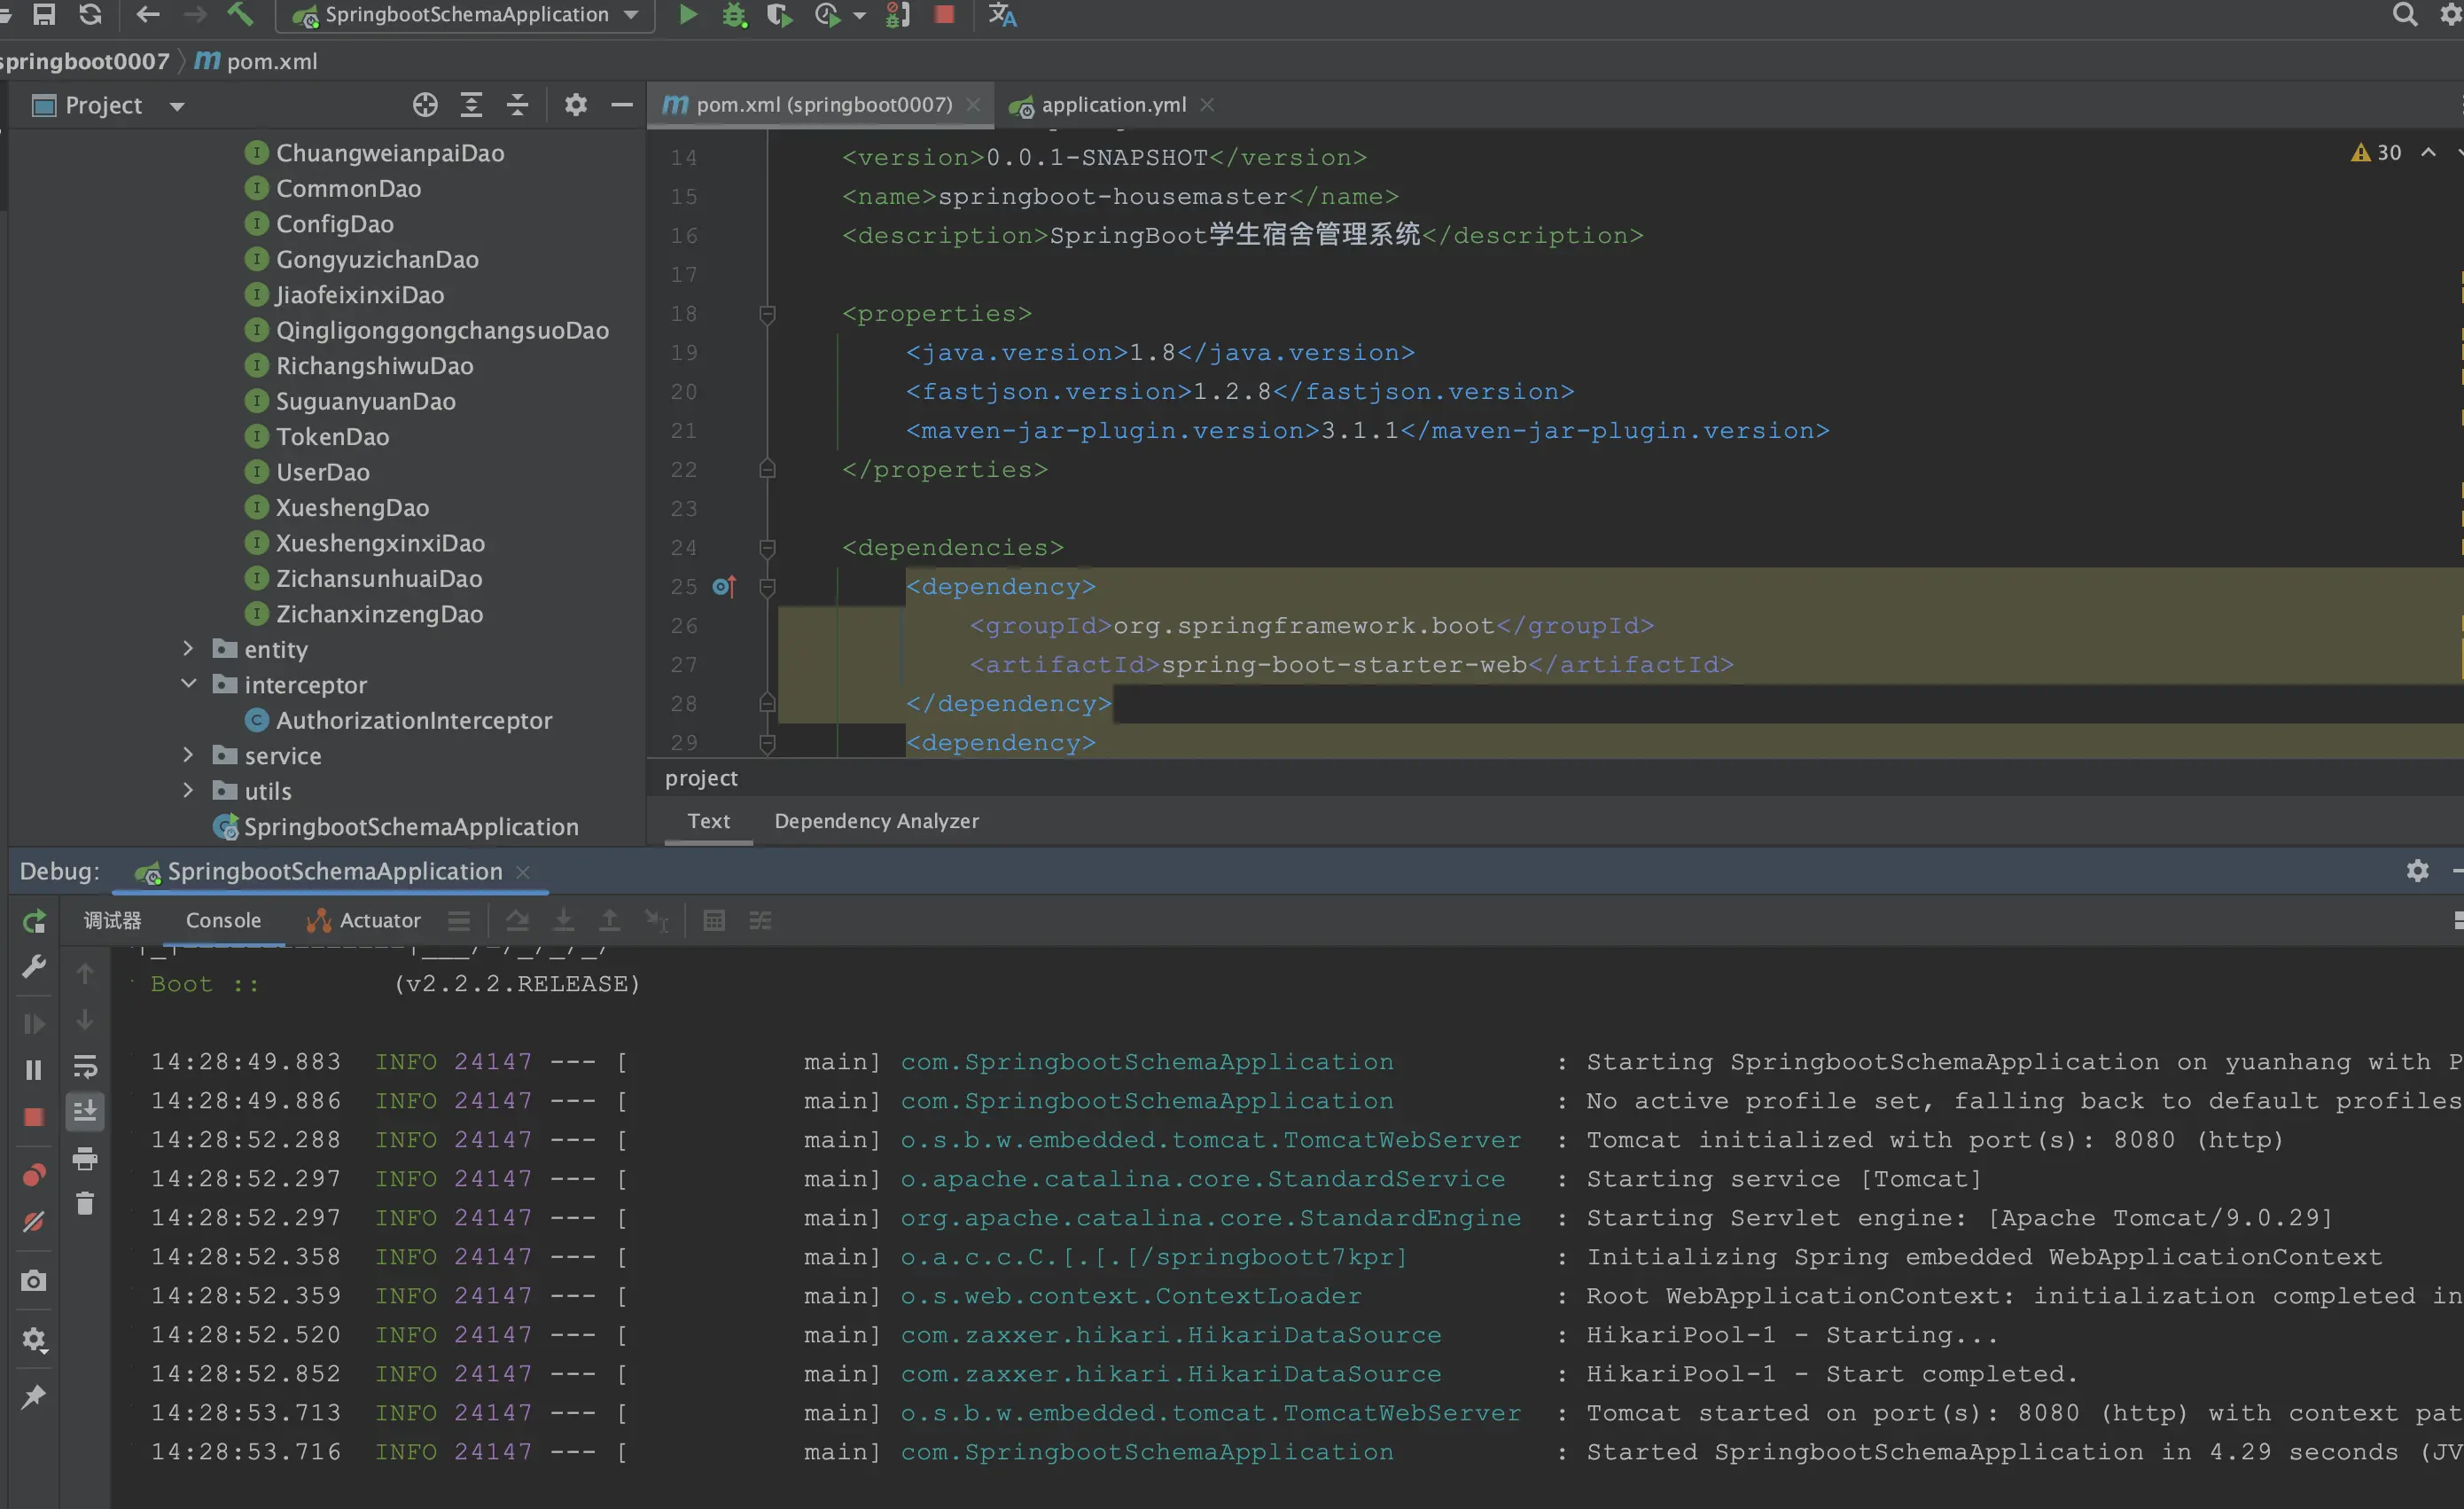 SpringbootSchemaApplication
springboot0007 〉 pom.xml
Project
pom.xml (springboot0007)
application.yml
ChuangweianpaiDao
CommonDao
ConfigDao
GongyuzichanDao
JiaofeixinxiDao
QingligonggongchangsuoDao
RichangshiwuDao
SuguanyuanDao
TokenDao
UserDao
XueshengDao
XueshengxinxiDao
ZichansunhuaiDao
ZichanxinzengDao
entity
interceptor
AuthorizationInterceptor
service
utils
SpringbootSchemaApplication
30
14 <version>0.0.1-SNAPSHOT</version>
15 <name>springboot-housemaster</name>
16 <description>SpringBoot学生宿舍管理系统</description>
17
18 <properties>
19 <java.version>1.8</java.version>
20 <fastjson.version>1.2.8</fastjson.version>
21 <maven-jar-plugin.version>3.1.1</maven-jar-plugin.version>
22 </properties>
23
24 <dependencies>
25 <dependency>
26 <groupId>org.springframework.boot</groupId>
27 <artifactId>spring-boot-starter-web</artifactId>
28 </dependency>
29 <dependency>
project
Text Dependency Analyzer
Debug: SpringbootSchemaApplication
调试器 Console Actuator
Boot :: (v2.2.2.RELEASE)
14:28:49.883 INFO 24147 --- [ main] com.SpringbootSchemaApplication : Starting SpringbootSchemaApplication on yuanhang with P
14:28:49.886 INFO 24147 --- [ main] com.SpringbootSchemaApplication : No active profile set, falling back to default profiles
14:28:52.288 INFO 24147 --- [ main] o.s.b.w.embedded.tomcat.TomcatWebServer : Tomcat initialized with port(s): 8080 (http)
14:28:52.297 INFO 24147 --- [ main] o.apache.catalina.core.StandardService : Starting service [Tomcat]
14:28:52.297 INFO 24147 --- [ main] org.apache.catalina.core.StandardEngine : Starting Servlet engine: [Apache Tomcat/9.0.29]
14:28:52.358 INFO 24147 --- [ main] o.a.c.c.C.[.[.[/springboott7kpr] : Initializing Spring embedded WebApplicationContext
14:28:52.359 INFO 24147 --- [ main] o.s.web.context.ContextLoader : Root WebApplicationContext: initialization completed in
14:28:52.520 INFO 24147 --- [ main] com.zaxxer.hikari.HikariDataSource : HikariPool-1 - Starting...
14:28:52.852 INFO 24147 --- [ main] com.zaxxer.hikari.HikariDataSource : HikariPool-1 - Start completed.
14:28:53.713 INFO 24147 --- [ main] o.s.b.w.embedded.tomcat.TomcatWebServer : Tomcat started on port(s): 8080 (http) with context pat
14:28:53.716 INFO 24147 --- [ main] com.SpringbootSchemaApplication : Started SpringbootSchemaApplication in 4.29 seconds (JV